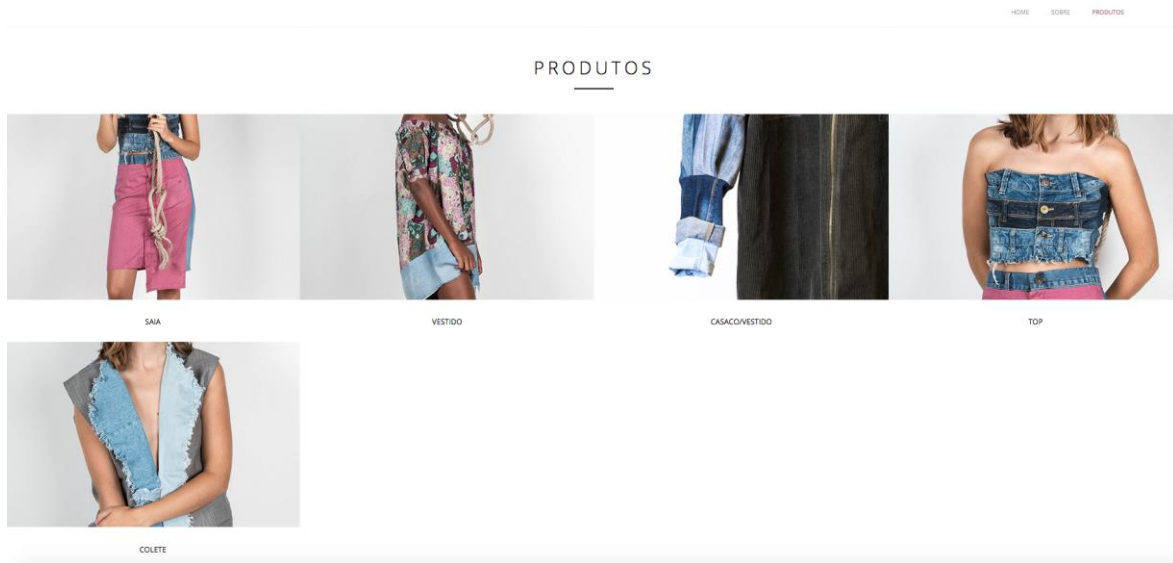 HOME SOBRE PRODUTOS
PRODUTOS
SAIA VESTIDO CASACO/VESTIDO TOP
COLETE